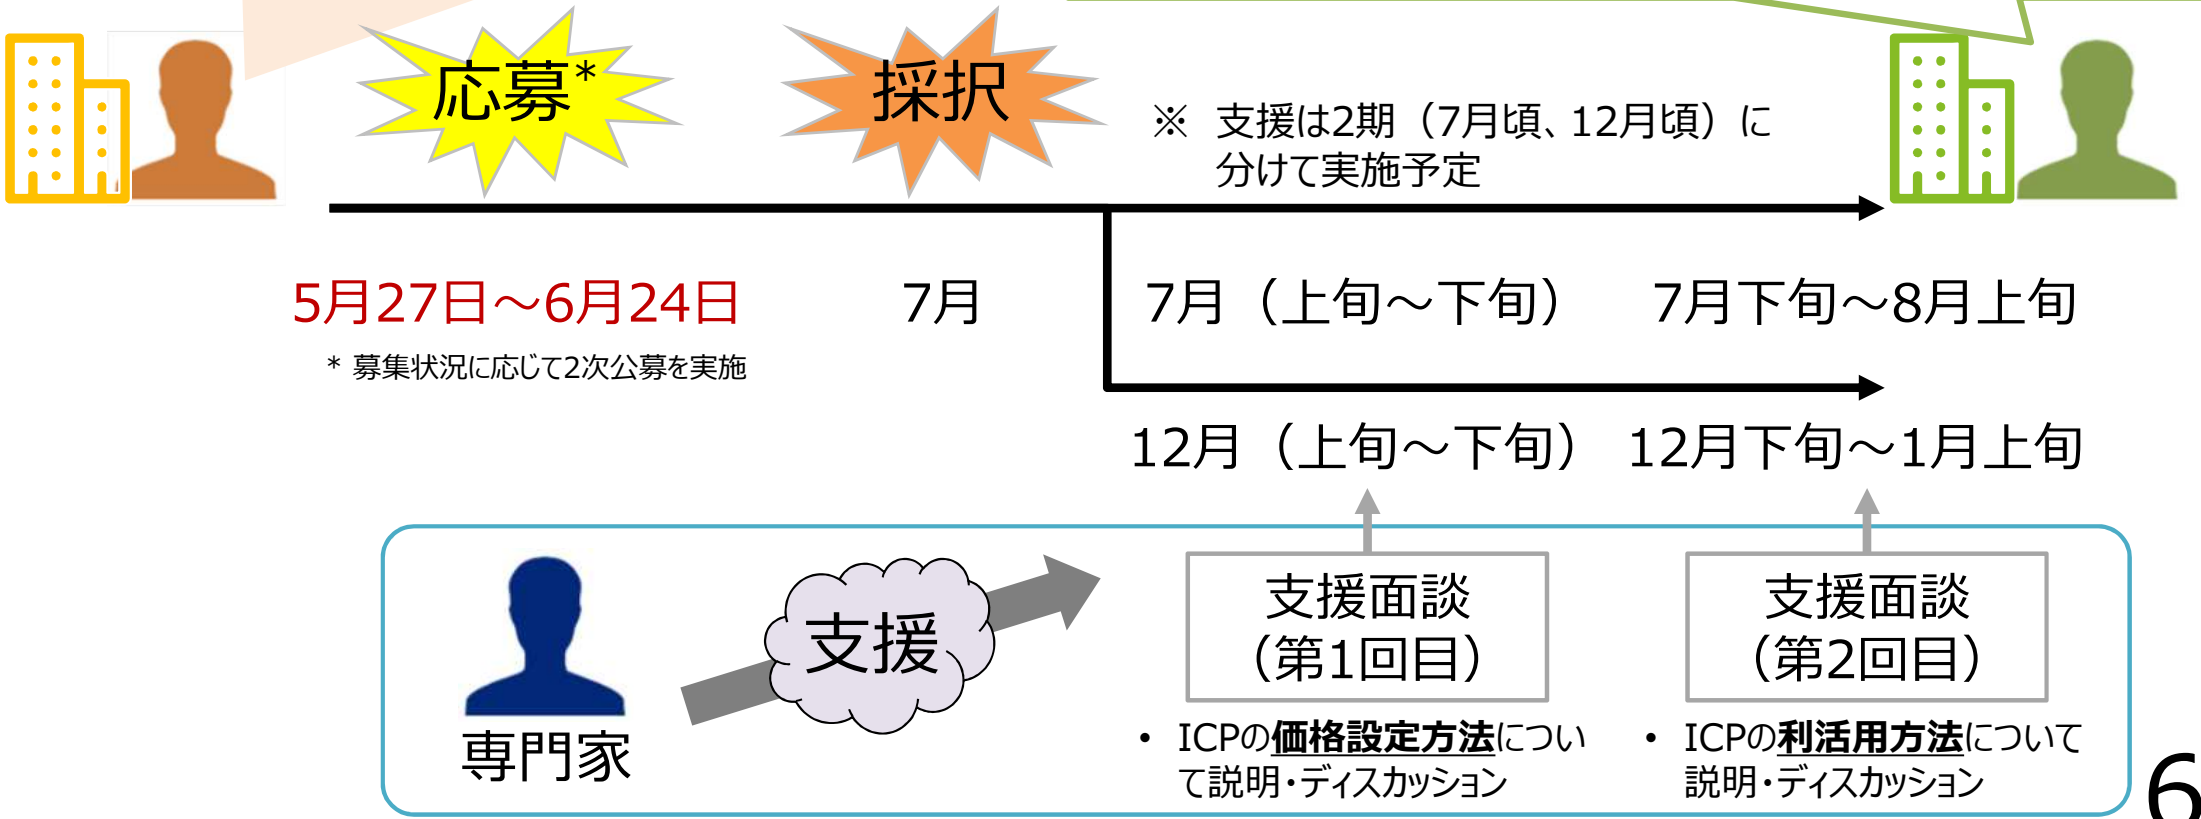 応募*
採択
※ 支援は2期（7月頃、12月頃）に
分けて実施予定
5月27日～6月24日
7月
7月（上旬～下旬）
7月下旬～8月上旬
* 募集状況に応じて2次公募を実施
12月（上旬～下旬）
12月下旬～1月上旬
支援
専門家
支援面談
（第1回目）
• ICPの価格設定方法につい
て説明・ディスカッション
支援面談
（第2回目）
• ICPの利活用方法について
説明・ディスカッション
6